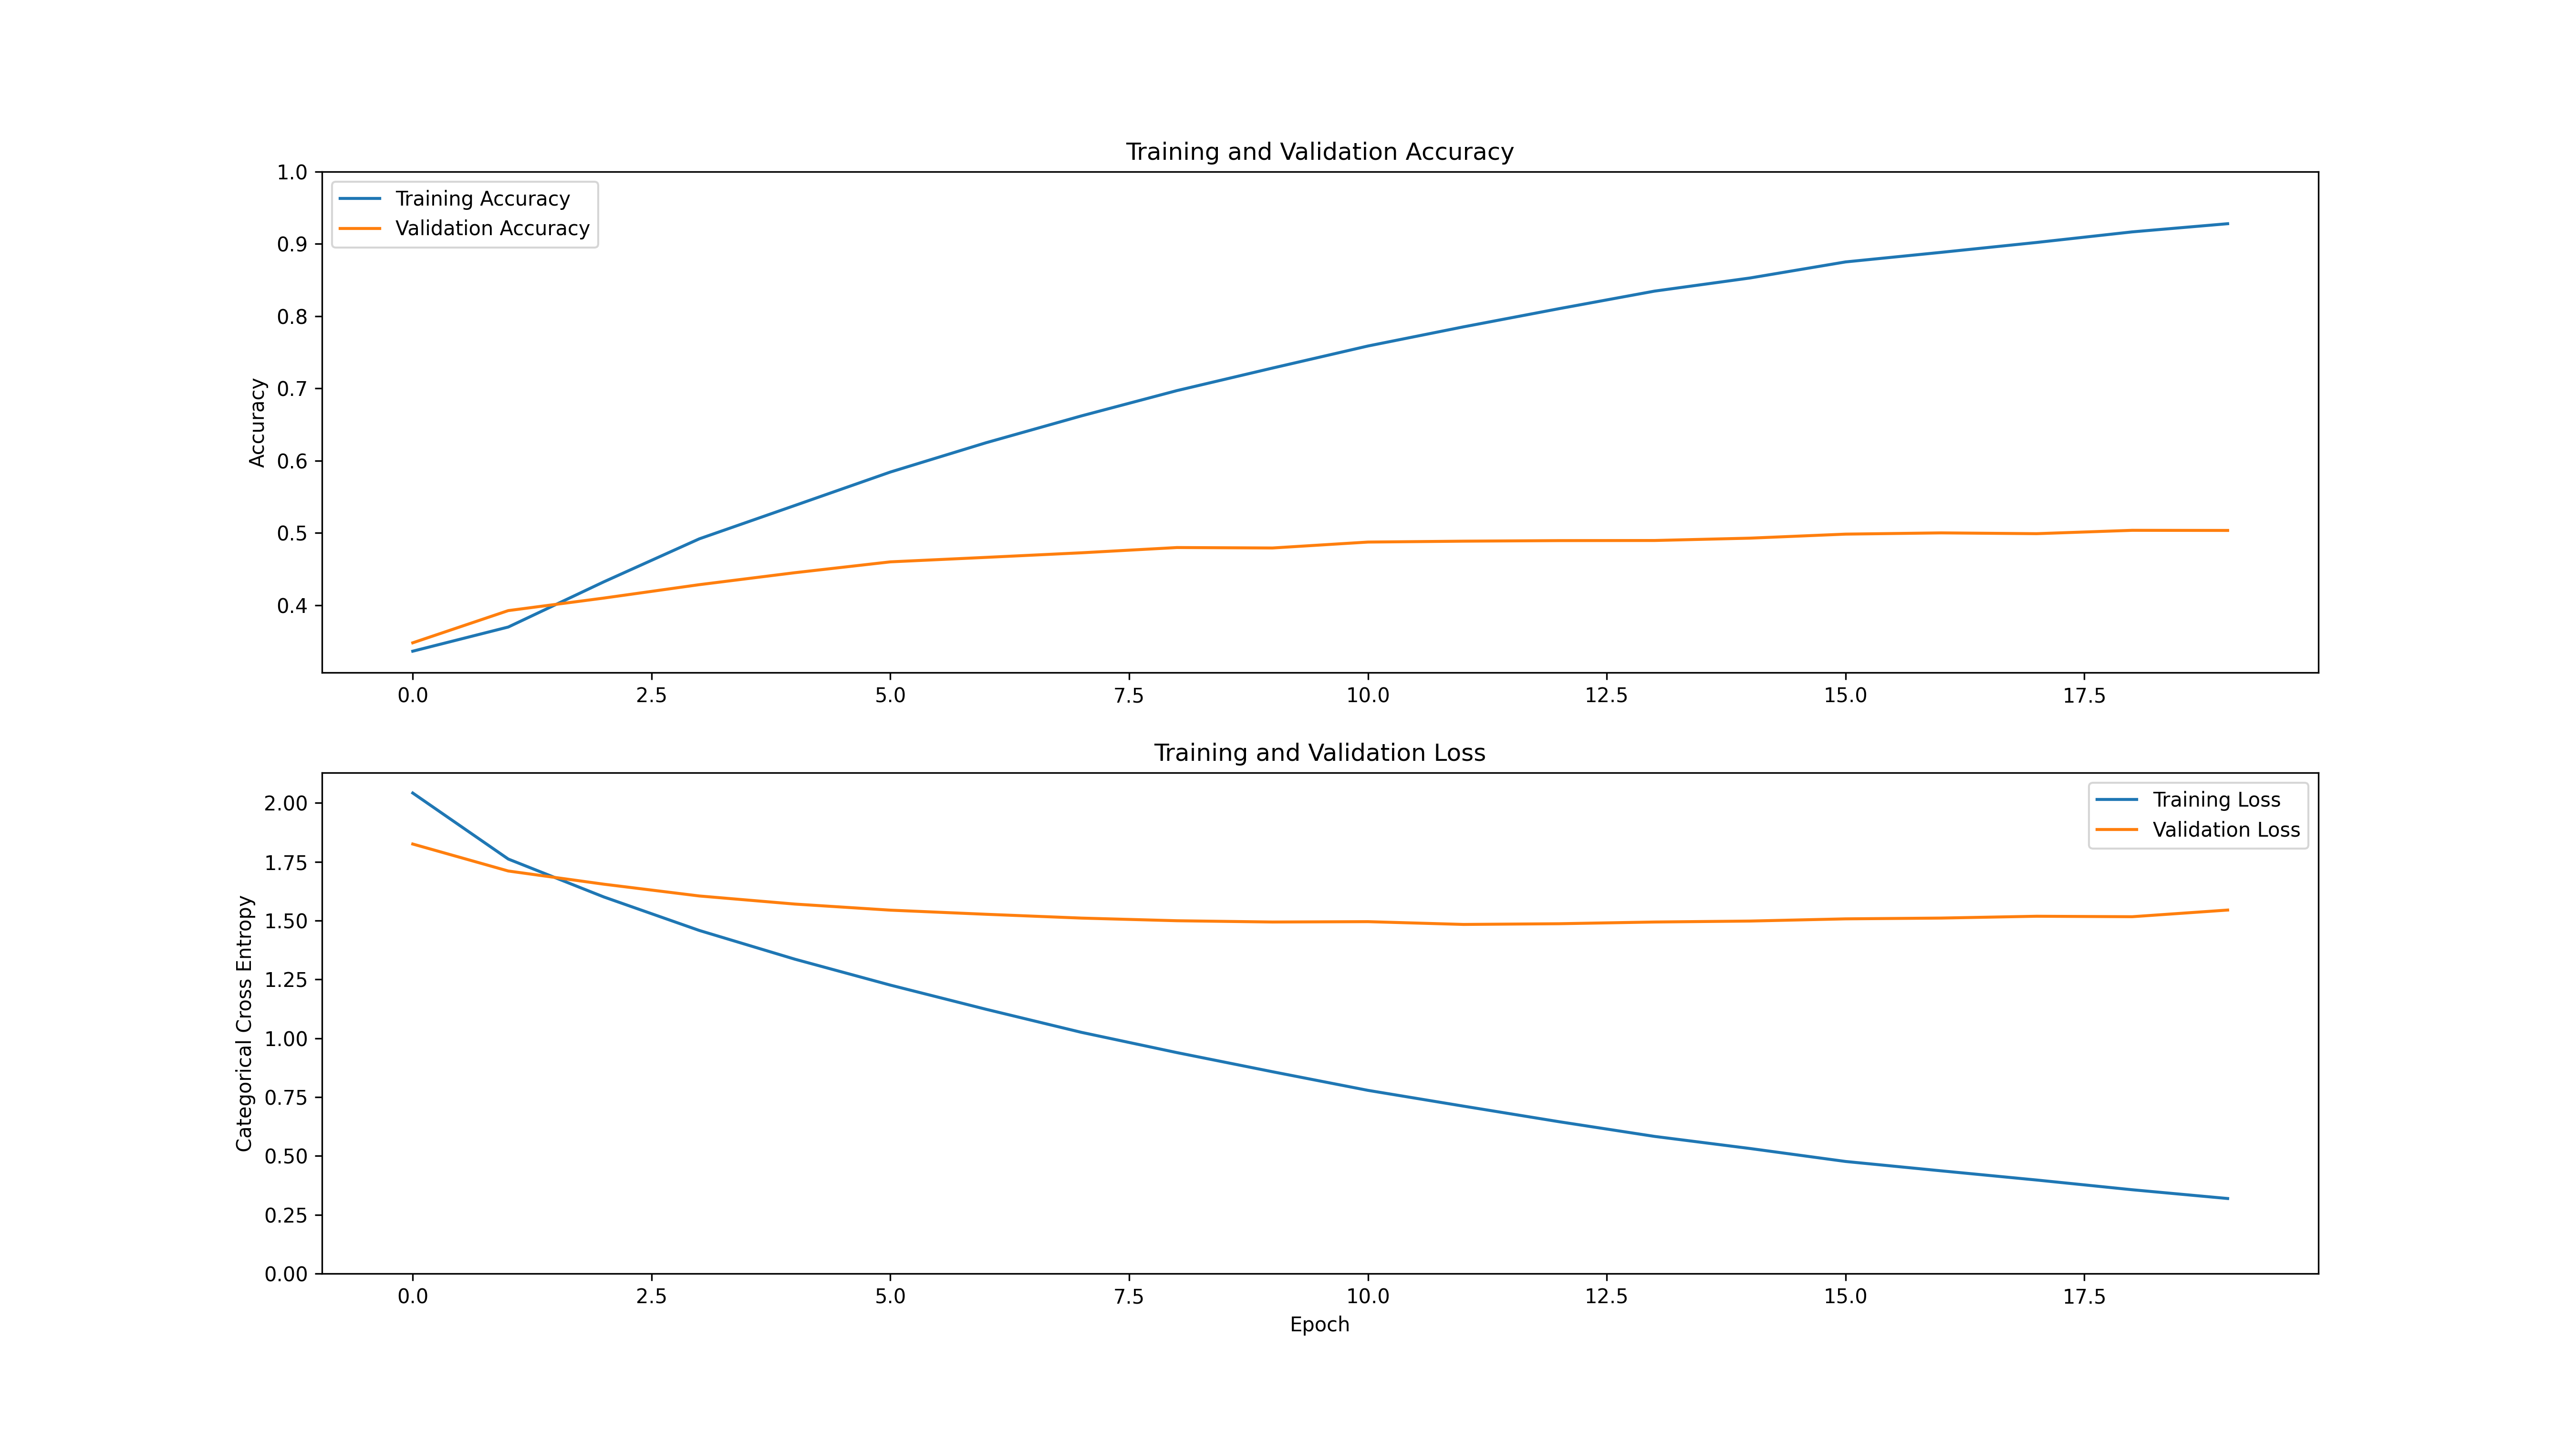 Training and Validation Accuracy
Training Accuracy
Validation Accuracy
Accuracy
1.0
0.9
0.8
0.7
0.6
0.5
0.4
0.0 2.5 5.0 7.5 10.0 12.5 15.0 17.5
Training and Validation Loss
Training Loss
Validation Loss
Categorical Cross Entropy
2.00
1.75
1.50
1.25
1.00
0.75
0.50
0.25
0.00
0.0 2.5 5.0 7.5 10.0 12.5 15.0 17.5
Epoch